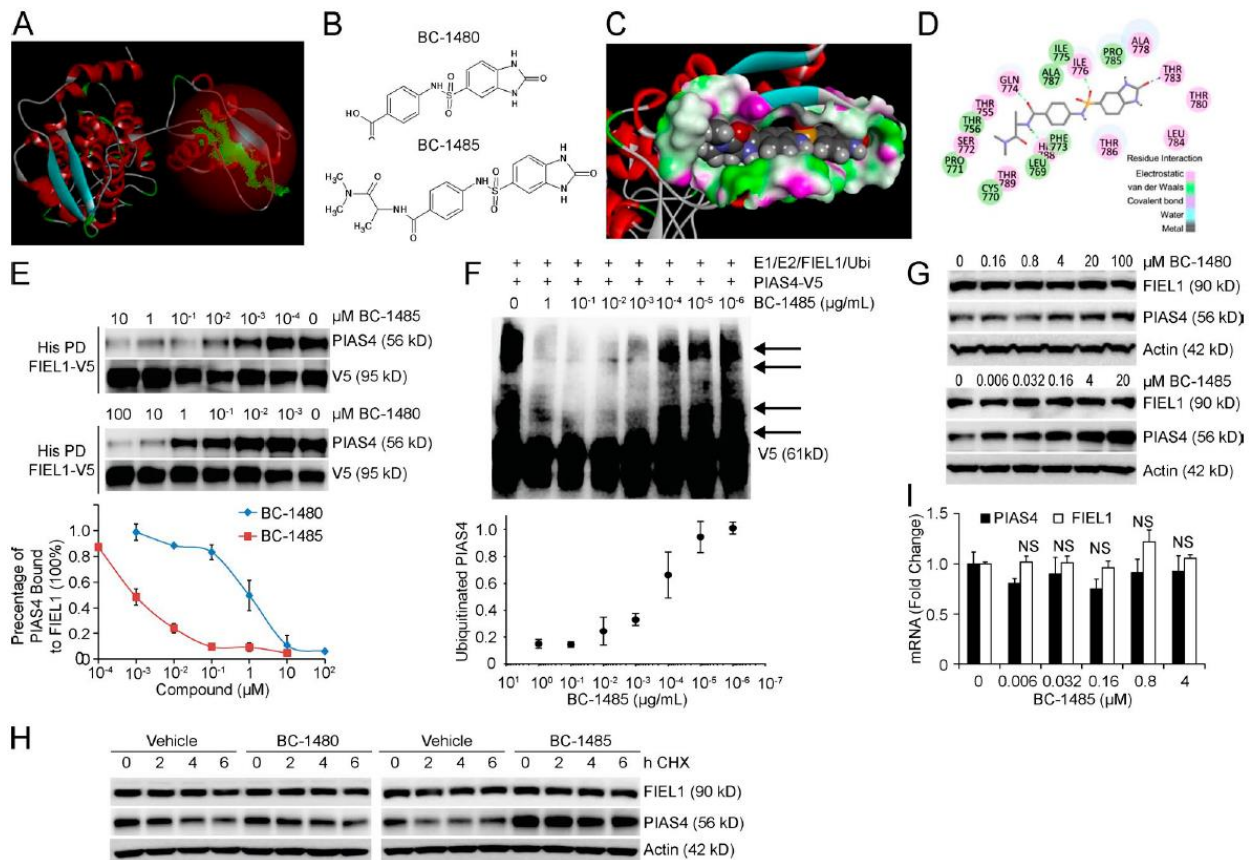 A
B
BC-1480
HO
O
NH
S
O
O
H
N
N
H
O
BC-1485
CH₃
H₃C
N
O
CH₃
NH
O
NH
O
S
O
H
N
N
H
O
C
D
ILE 775
PRO 785
ALA 778
ILE 776
ALA 787
THR 783
GLN 774
THR 780
THR 755
THR 756
SER 772
PHE 773
THR 786
LEU 784
PRO 771
THR 789
LEU 769
CYS 770
Residue Interaction
Electrostatic
van der Waals
Covalent bond
Water
Metal
E
10 1 10⁻¹ 10⁻² 10⁻³ 10⁻⁴ 0 µM BC-1485
His PD
FIEL1-V5
PIAS4 (56 kD)
V5 (95 kD)
100 10 1 10⁻¹ 10⁻² 10⁻³ 0 µM BC-1480
His PD
FIEL1-V5
PIAS4 (56 kD)
V5 (95 kD)
BC-1480
BC-1485
Precentage of
PIAS4 Bound
to FIEL1 (100%)
1.0
0.8
0.6
0.4
0.2
0
10⁻⁴ 10⁻³ 10⁻² 10⁻¹ 1 10 10²
Compound (µM)
F
+ + + + + + + + E1/E2/FIEL1/Ubi
+ + + + + + + + PIAS4-V5
0 1 10⁻¹ 10⁻² 10⁻³ 10⁻⁴ 10⁻⁵ 10⁻⁶ BC-1485 (µg/mL)
V5 (61kD)
Ubiquitinated PIAS4
1.0
0.8
0.6
0.4
0.2
0
10¹ 10⁰ 10⁻¹ 10⁻² 10⁻³ 10⁻⁴ 10⁻⁵ 10⁻⁶ 10⁻⁷
BC-1485 (µg/mL)
G
0 0.16 0.8 4 20 100 µM BC-1480
FIEL1 (90 kD)
PIAS4 (56 kD)
Actin (42 kD)
0 0.006 0.032 0.16 4 20 µM BC-1485
FIEL1 (90 kD)
PIAS4 (56 kD)
Actin (42 kD)
I
PIAS4 FIEL1
mRNA (Fold Change)
1.5
1.0
0.5
0
NS NS NS NS NS
0 0.006 0.032 0.16 0.8 4
BC-1485 (µM)
H
Vehicle BC-1480 Vehicle BC-1485
0 2 4 6 0 2 4 6 h CHX 0 2 4 6 0 2 4 6
FIEL1 (90 kD)
PIAS4 (56 kD)
Actin (42 kD)